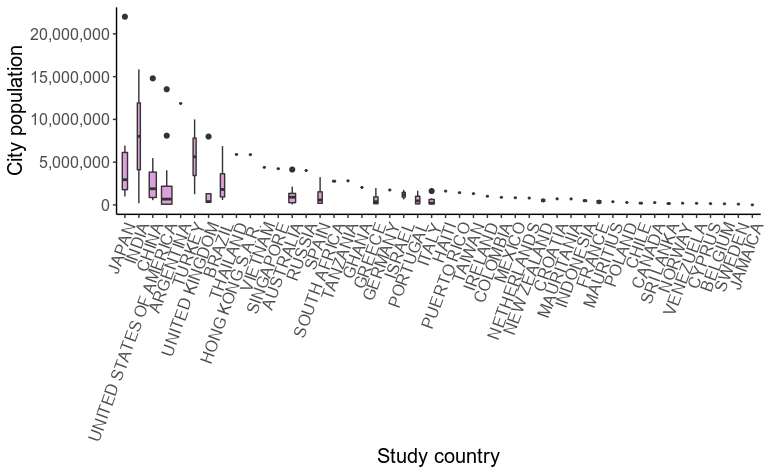 City population
20,000,000
15,000,000
10,000,000
5,000,000
0
JAPAN
INDIA
CHINA
UNITED STATES OF AMERICA
ARGENTINA
TURKEY
UNITED KINGDOM
BRAZIL
THAILAND
HONG KONG S.A.R.
VIETNAM
SINGAPORE
AUSTRALIA
RUSSIA
SPAIN
SOUTH AFRICA
TANZANIA
GHANA
GREECE
GERMANY
ISRAEL
PORTUGAL
ITALY
HAITI
PUERTO RICO
TAIWAN
IRELAND
COLOMBIA
MEXICO
NETHERLANDS
NEW ZEALAND
CROATIA
MAURITANIA
INDONESIA
FRANCE
MAURITIUS
POLAND
CHILE
CANADA
SRI LANKA
NORWAY
VENEZUELA
CYPRUS
BELGIUM
SWEDEN
JAMAICA
Study country